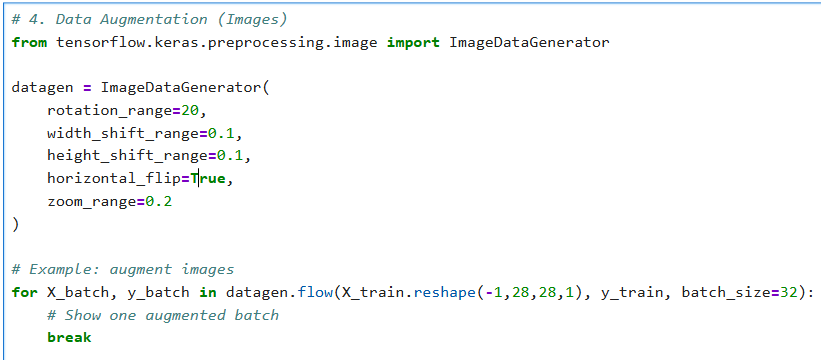 # 4. Data Augmentation (Images)
from tensorflow.keras.preprocessing.image import ImageDataGenerator
datagen = ImageDataGenerator(
    rotation_range=20,
    width_shift_range=0.1,
    height_shift_range=0.1,
    horizontal_flip=True,
    zoom_range=0.2
)
# Example: augment images
for X_batch, y_batch in datagen.flow(X_train.reshape(-1,28,28,1), y_train, batch_size=32):
    # Show one augmented batch
    break